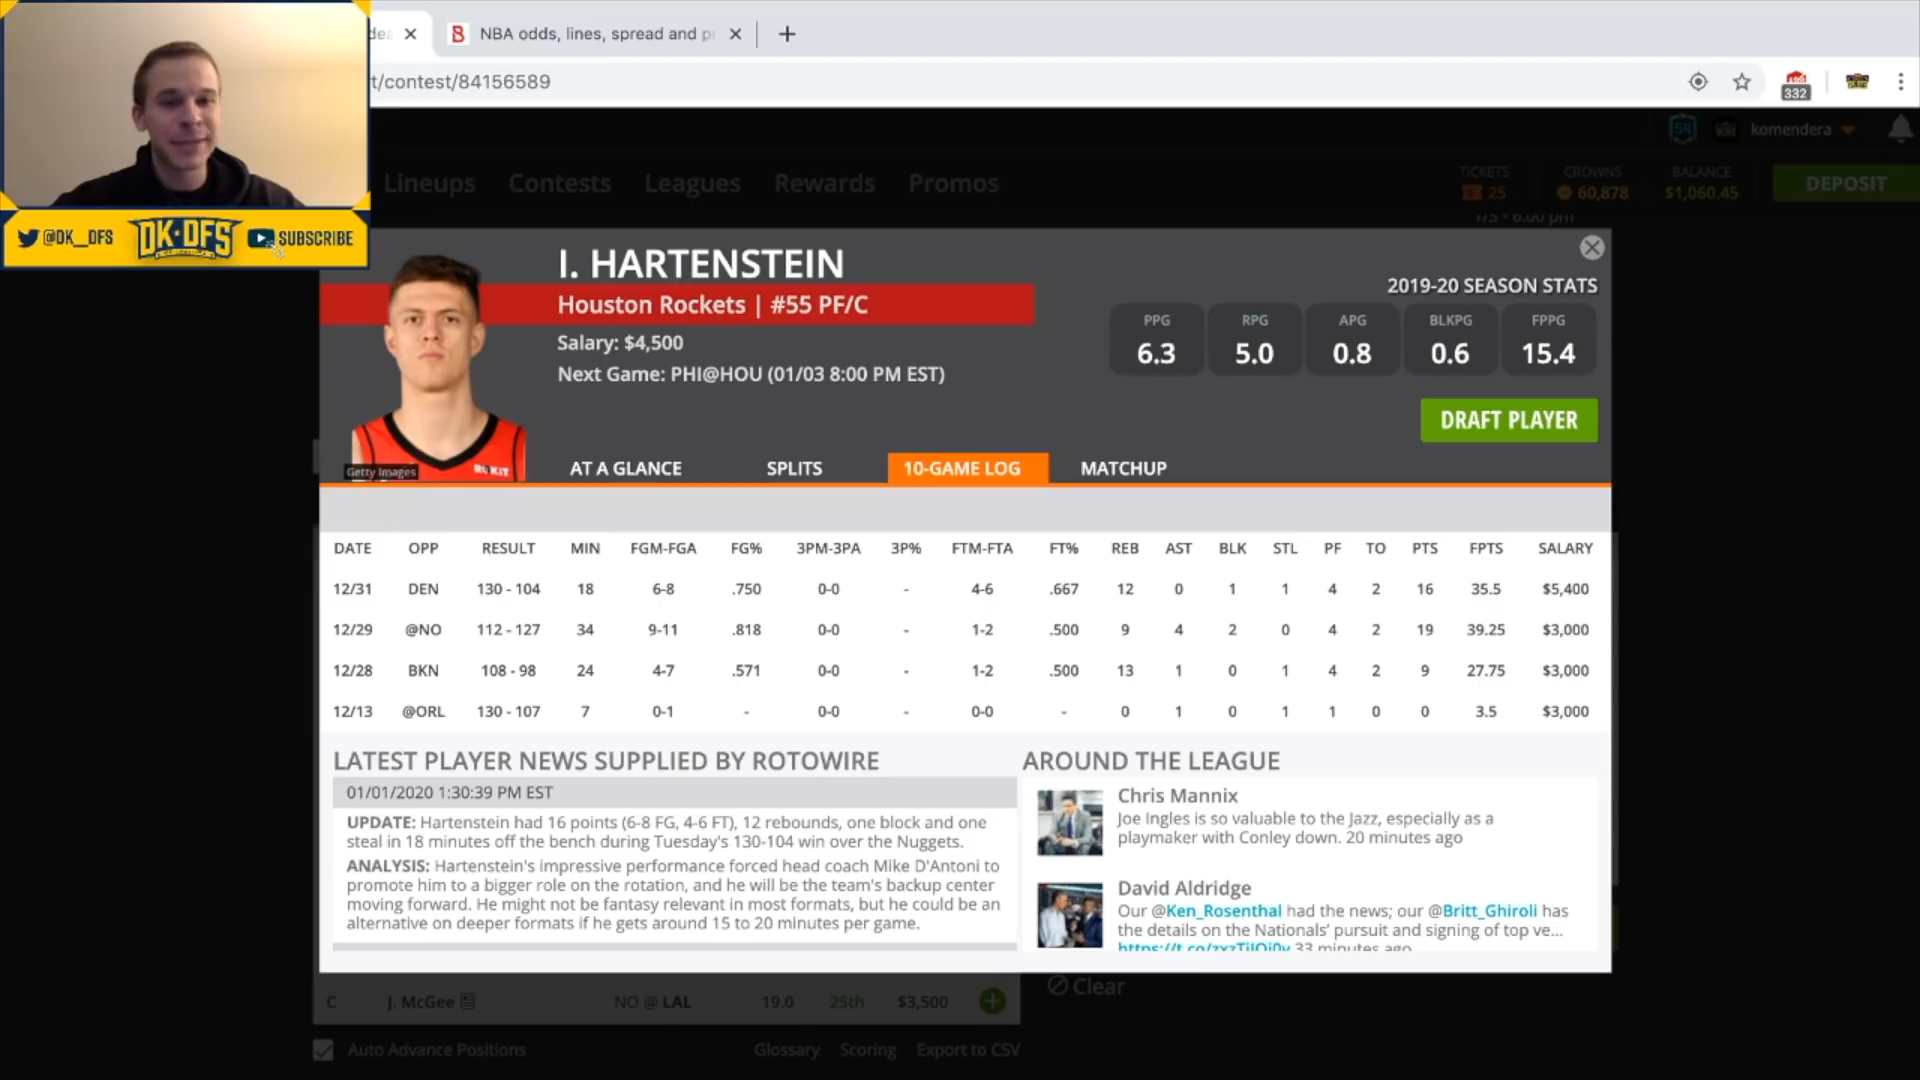 NBA odds, lines, spread and pr
t/contest/84156589
332
@DK__DFS
DK·DFS
SUBSCRIBE
komendera
Lineups Contests Leagues Rewards Promos
TICKETS
25
CROWNS
60,878
BALANCE
$1,060.45
DEPOSIT
I. HARTENSTEIN
Houston Rockets | #55 PF/C
Salary: $4,500
Next Game: PHI@HOU (01/03 8:00 PM EST)
2019-20 SEASON STATS
PPG RPG APG BLKPG FPPG
6.3 5.0 0.8 0.6 15.4
DRAFT PLAYER
Getty Images
AT A GLANCE SPLITS 10-GAME LOG MATCHUP
DATE OPP RESULT MIN FGM-FGA FG% 3PM-3PA 3P% FTM-FTA FT% REB AST BLK STL PF TO PTS FPTS SALARY
12/31 DEN 130 - 104 18 6-8 .750 0-0 - 4-6 .667 12 0 1 1 4 2 16 35.5 $5,400
12/29 @NO 112 - 127 34 9-11 .818 0-0 - 1-2 .500 9 4 2 0 4 2 19 39.25 $3,000
12/28 BKN 108 - 98 24 4-7 .571 0-0 - 1-2 .500 13 1 0 1 4 2 9 27.75 $3,000
12/13 @ORL 130 - 107 7 0-1 - 0-0 - 0-0 - 0 1 0 1 1 0 0 3.5 $3,000
LATEST PLAYER NEWS SUPPLIED BY ROTOWIRE
01/01/2020 1:30:39 PM EST
UPDATE: Hartenstein had 16 points (6-8 FG, 4-6 FT), 12 rebounds, one block and one
steal in 18 minutes off the bench during Tuesday's 130-104 win over the Nuggets.
ANALYSIS: Hartenstein's impressive performance forced head coach Mike D'Antoni to
promote him to a bigger role on the rotation, and he will be the team's backup center
moving forward. He might not be fantasy relevant in most formats, but he could be an
alternative on deeper formats if he gets around 15 to 20 minutes per game.
AROUND THE LEAGUE
Chris Mannix
Joe Ingles is so valuable to the Jazz, especially as a
playmaker with Conley down. 20 minutes ago
David Aldridge
Our @Ken_Rosenthal had the news; our @Britt_Ghiroli has
the details on the Nationals' pursuit and signing of top ve...
33 minutes ago
C J. McGee NO @ LAL 19.0 25th $3,500
Clear
Auto Advance Positions
Glossary Scoring Export to CSV